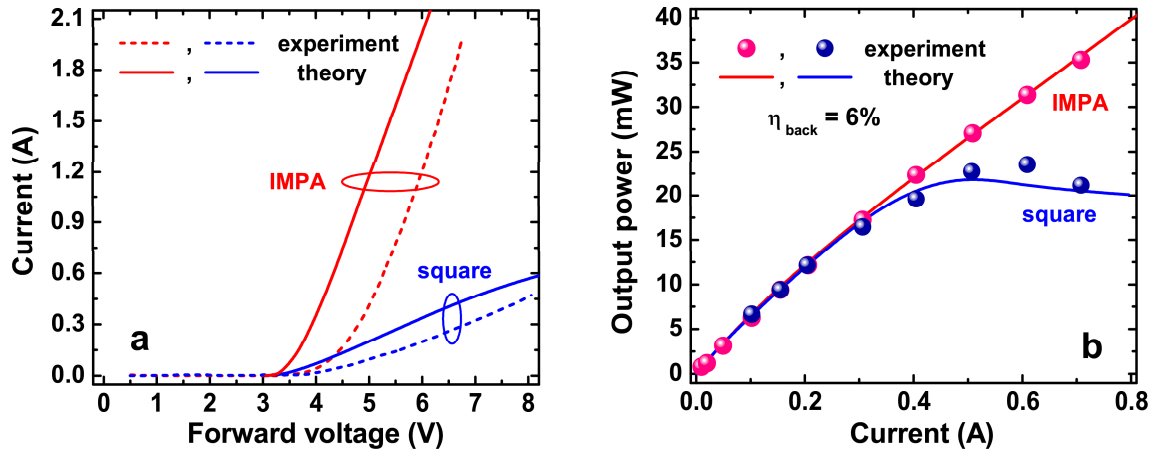 2.1
1.8
1.5
1.2
0.9
0.6
0.3
0.0
Current (A)
, experiment
, theory
IMPA
square
a
0 1 2 3 4 5 6 7 8
Forward voltage (V)
40
35
30
25
20
15
10
5
0
Output power (mW)
, experiment
, theory
η back = 6%
IMPA
square
b
0.0 0.2 0.4 0.6 0.8
Current (A)